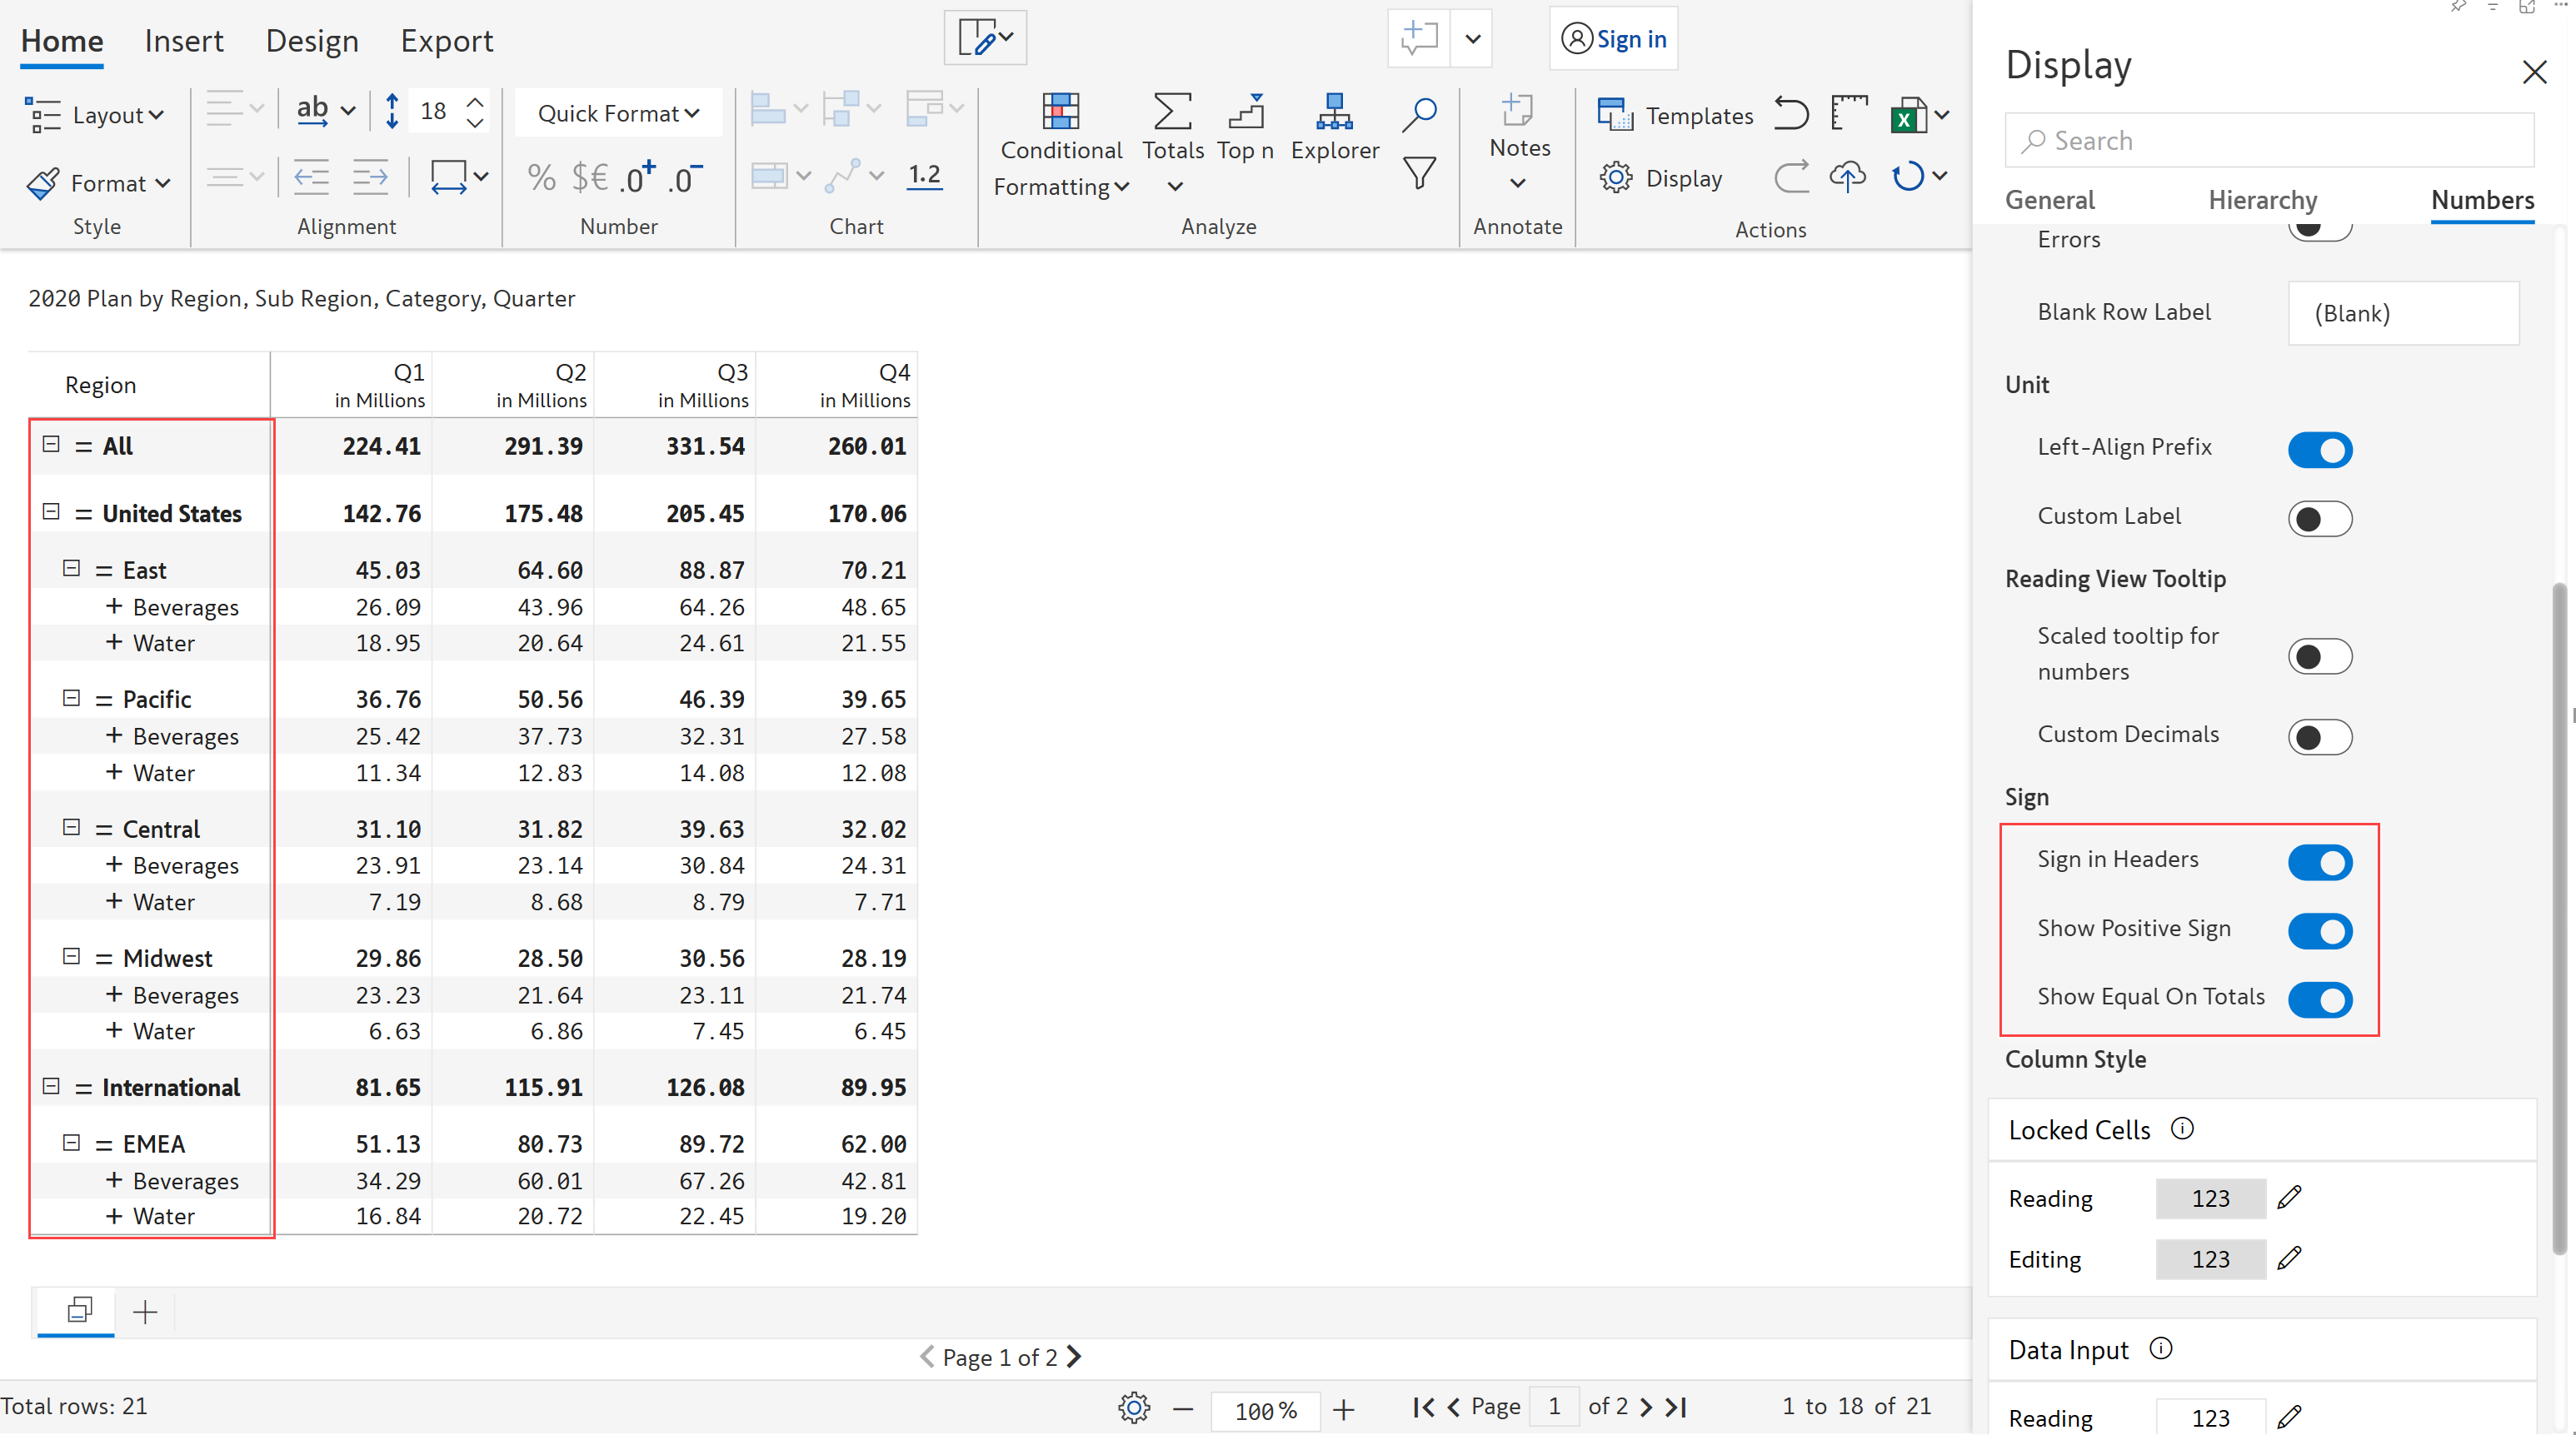 Home Insert Design Export Sign in
Layout ab 18 Quick Format Conditional Formatting Totals Top n Explorer Notes Templates
Format % $€ .0+ .0- 1.2 Display
Style Alignment Number Chart Analyze Annotate Actions
2020 Plan by Region, Sub Region, Category, Quarter
Region Q1 Q2 Q3 Q4
in Millions in Millions in Millions in Millions
= All 224.41 291.39 331.54 260.01
= United States 142.76 175.48 205.45 170.06
= East 45.03 64.60 88.87 70.21
+ Beverages 26.09 43.96 64.26 48.65
+ Water 18.95 20.64 24.61 21.55
= Pacific 36.76 50.56 46.39 39.65
+ Beverages 25.42 37.73 32.31 27.58
+ Water 11.34 12.83 14.08 12.08
= Central 31.10 31.82 39.63 32.02
+ Beverages 23.91 23.14 30.84 24.31
+ Water 7.19 8.68 8.79 7.71
= Midwest 29.86 28.50 30.56 28.19
+ Beverages 23.23 21.64 23.11 21.74
+ Water 6.63 6.86 7.45 6.45
= International 81.65 115.91 126.08 89.95
= EMEA 51.13 80.73 89.72 62.00
+ Beverages 34.29 60.01 67.26 42.81
+ Water 16.84 20.72 22.45 19.20
Page 1 of 2
Total rows: 21 100% Page 1 of 2 1 to 18 of 21
Display
Search
General Hierarchy Numbers
Errors
Blank Row Label (Blank)
Unit
Left-Align Prefix
Custom Label
Reading View Tooltip
Scaled tooltip for
numbers
Custom Decimals
Sign
Sign in Headers
Show Positive Sign
Show Equal On Totals
Column Style
Locked Cells
Reading 123
Editing 123
Data Input
Reading 123